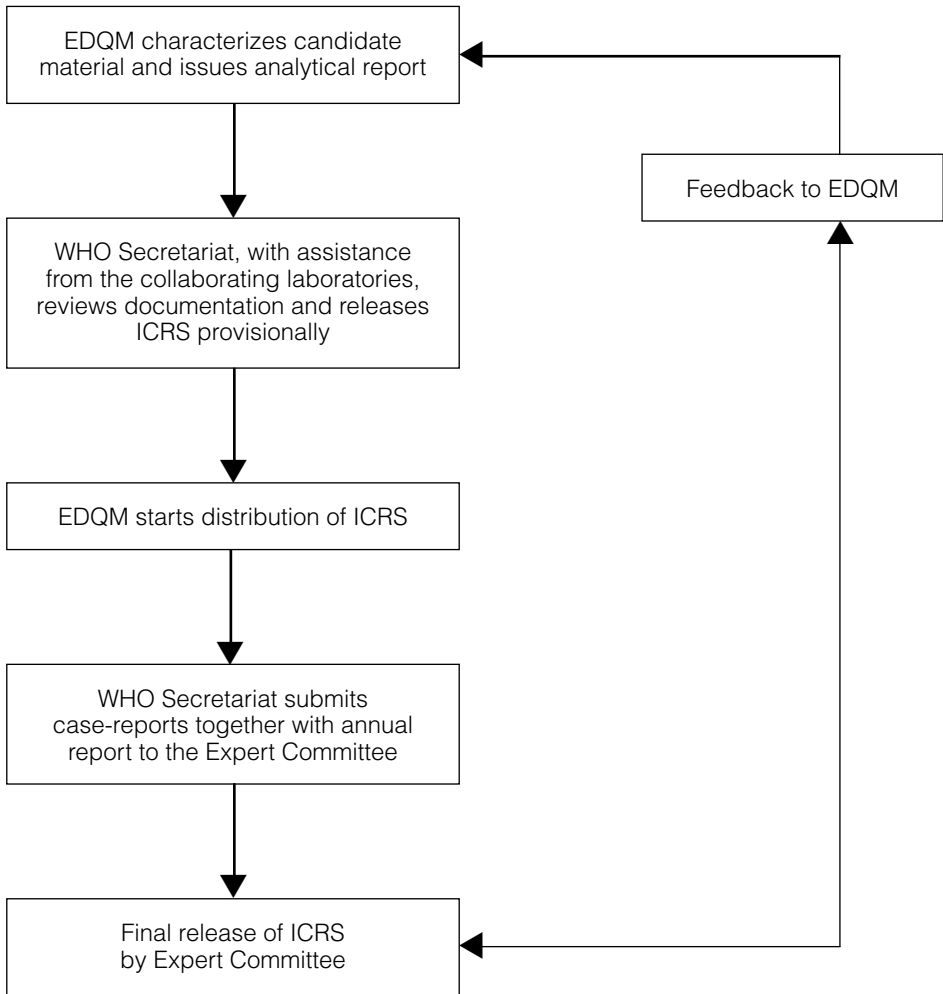 EDQM characterizes candidate
material and issues analytical report
Feedback to EDQM
WHO Secretariat, with assistance
from the collaborating laboratories,
reviews documentation and releases
ICRS provisionally
EDQM starts distribution of ICRS
WHO Secretariat submits
case-reports together with annual
report to the Expert Committee
Final release of ICRS
by Expert Committee